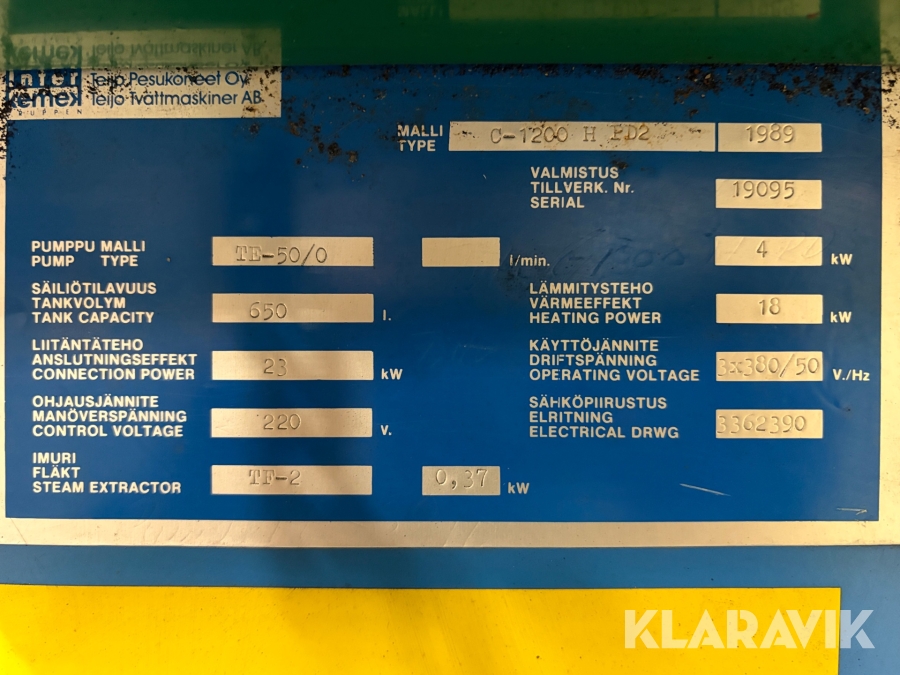 Teijo Pesukoneet Oy
Teijo Tvättmaskiner AB
MALLI
TYPE
C-1200 H PD2
1989
VALMISTUS
TILLVERK. Nr.
SERIAL
19095
PUMPPU MALLI
PUMP TYPE
TE-50/0
l/min.
4
kW
SÄILIÖTILAVUUS
TANKVOLYM
TANK CAPACITY
650
l.
LÄMMITYSTEHO
VÄRMEEFFEKT
HEATING POWER
18
kW
LIITÄNTÄTEHO
ANSLUTNINGSEFFEKT
CONNECTION POWER
23
kW
KÄYTTÖJÄNNITE
DRIFTSPÄNNING
OPERATING VOLTAGE
3x380/50
V./Hz
OHJAUSJÄNNITE
MANÖVERSPÄNNING
CONTROL VOLTAGE
220
V.
SÄHKÖPIIRUSTUS
ELRITNING
ELECTRICAL DRWG
3362390
IMURI
FLÄKT
STEAM EXTRACTOR
TF-2
0,37
kW
KLARAVIK